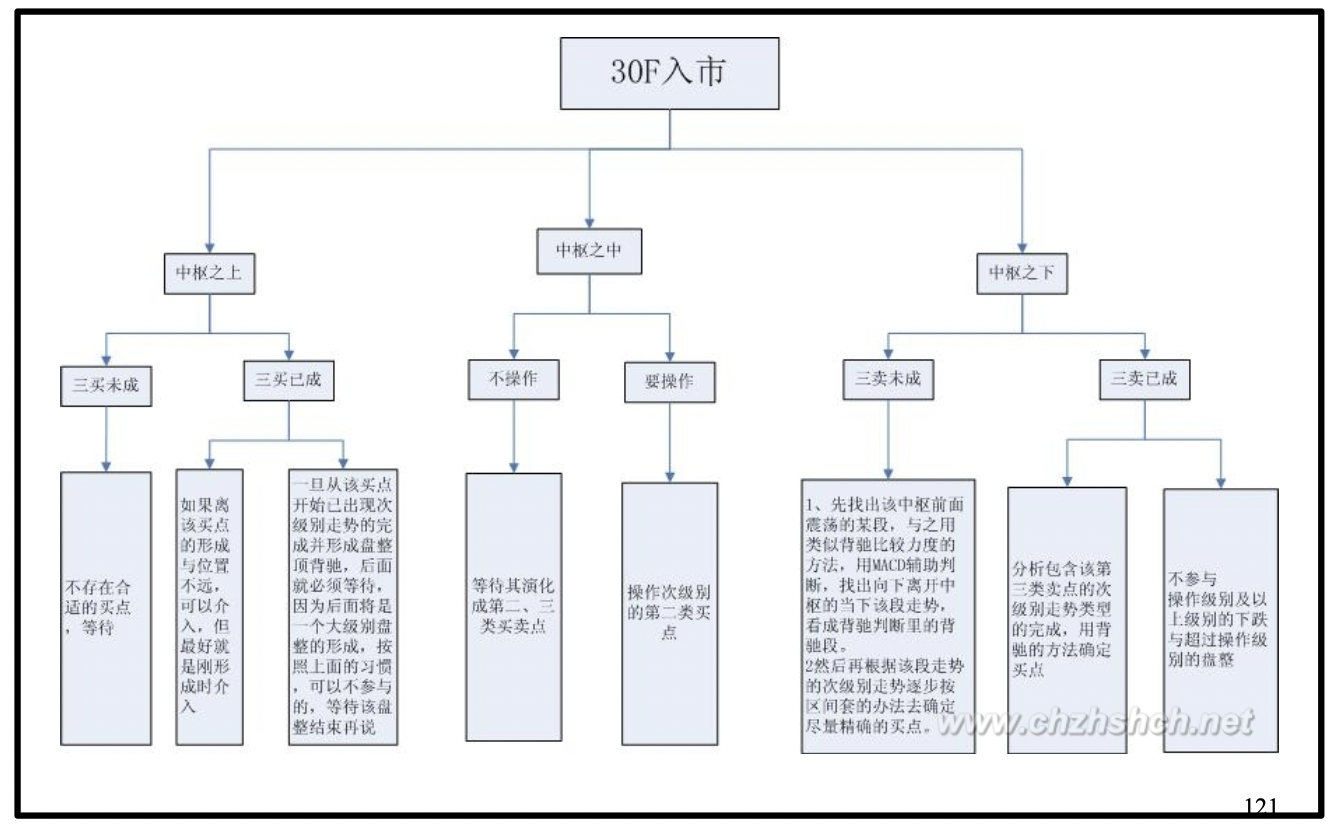 30F入市
中枢之上
中枢之中
中枢之下
三买未成
三买已成
不操作
要操作
三卖未成
三卖已成
不存在合
适的买点
，等待
如果离
该买点
的形成
与位置
不远，
可以介
入，但
最好就
是刚形
成时介
入
一旦从该买点
开始已出现次
级别走势的完
成并形成盘整
顶背驰，后面
就必须等待，
因为后面将是
一个大级别盘
整的形成，按
照上面的习惯
，可以不参与
的，等待该盘
整结束再说
等待其演化
成第二、三
类买卖点
操作次级别
的第二类买
点
1、先找出该中枢前面
震荡的某段，与之用
类似背驰比较力度的
方法，用MACD辅助判
断，找出向下离开中
枢的当下该段走势，
看成背驰判断里的背
驰段。
2然后再根据该段走势
的次级别走势逐步按
区间套的办法去确定
尽量精确的买点。
分析包含该第
三类卖点的次
级别走势类型
的完成，用背
驰的方法确定
买点
不参与
操作级别及以
上级别的下跌
与超过操作级
别的盘整
www.chzhshch.net
121